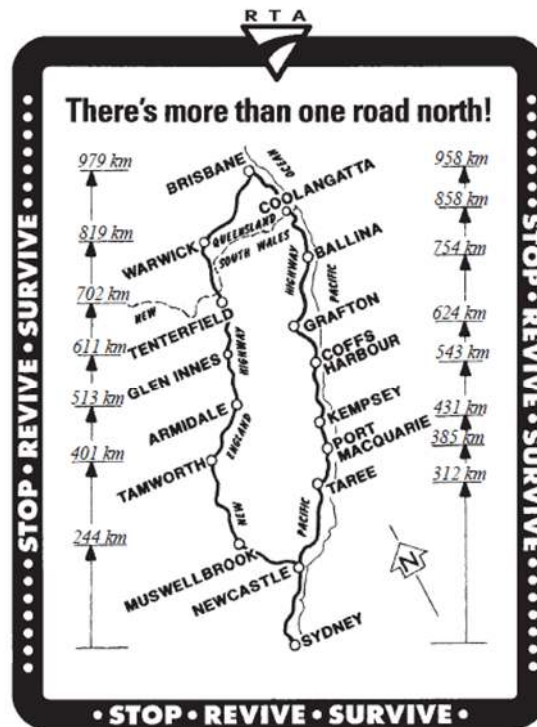 R T A
There's more than one road north!
979 km
819 km
702 km
611 km
513 km
401 km
244 km
BRISBANE
OCEAN
COOLANGATTA
QUEENSLAND
SOUTH WALES
WARWICK
BALLINA
HIGHWAY
PACIFIC
NEW
TENTERFIELD
GRAFTON
GLEN INNES
HIGHWAY
COFFS
HARBOUR
ARMIDALE
ENGLAND
KEMPSEY
PORT
MACQUARIE
TAMWORTH
TAREE
NEW
PACIFIC
MUSWELLBROOK
NEWCASTLE
SYDNEY
N
958 km
858 km
754 km
624 km
543 km
431 km
385 km
312 km
STOP • REVIVE • SURVIVE
STOP • REVIVE • SURVIVE
• STOP • REVIVE • SURVIVE •